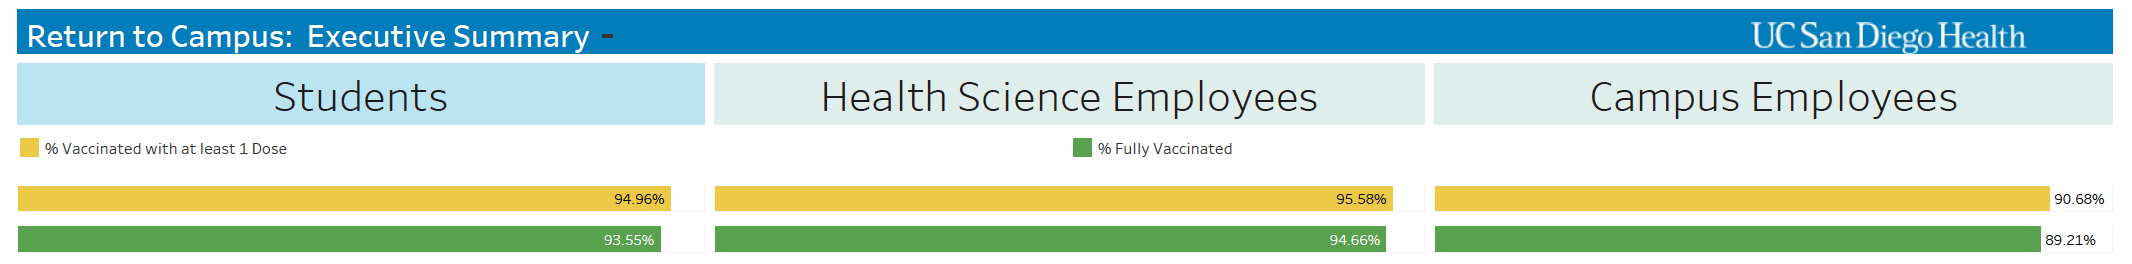 Return to Campus:  Executive Summary -
UC San Diego Health
Students
Health Science Employees
Campus Employees
% Vaccinated with at least 1 Dose
% Fully Vaccinated
94.96%
95.58%
90.68%
93.55%
94.66%
89.21%